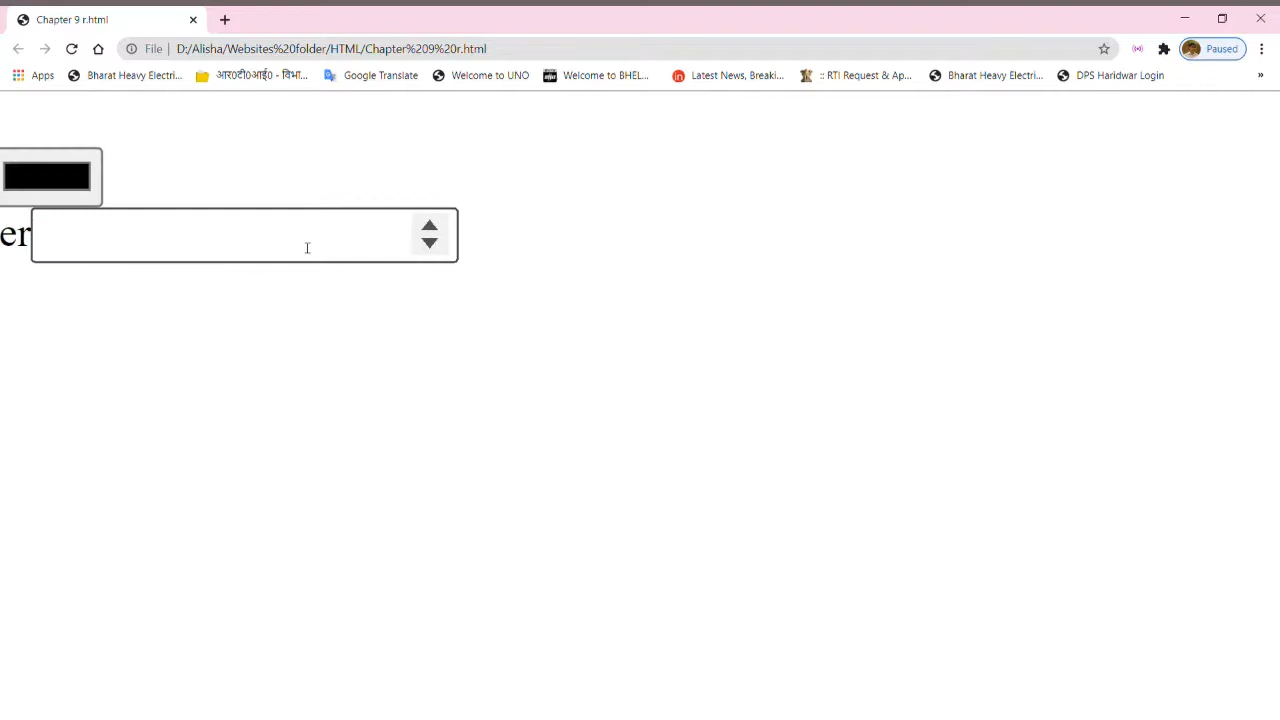 Chapter 9 r.html
File | D:/Alisha/Websites%20folder/HTML/Chapter%209%20r.html
Paused
Apps Bharat Heavy Electri... आर0टी0आई0 - विभा... Google Translate Welcome to UNO Welcome to BHEL... Latest News, Breaki... :: RTI Request & Ap... Bharat Heavy Electri... DPS Haridwar Login »
er